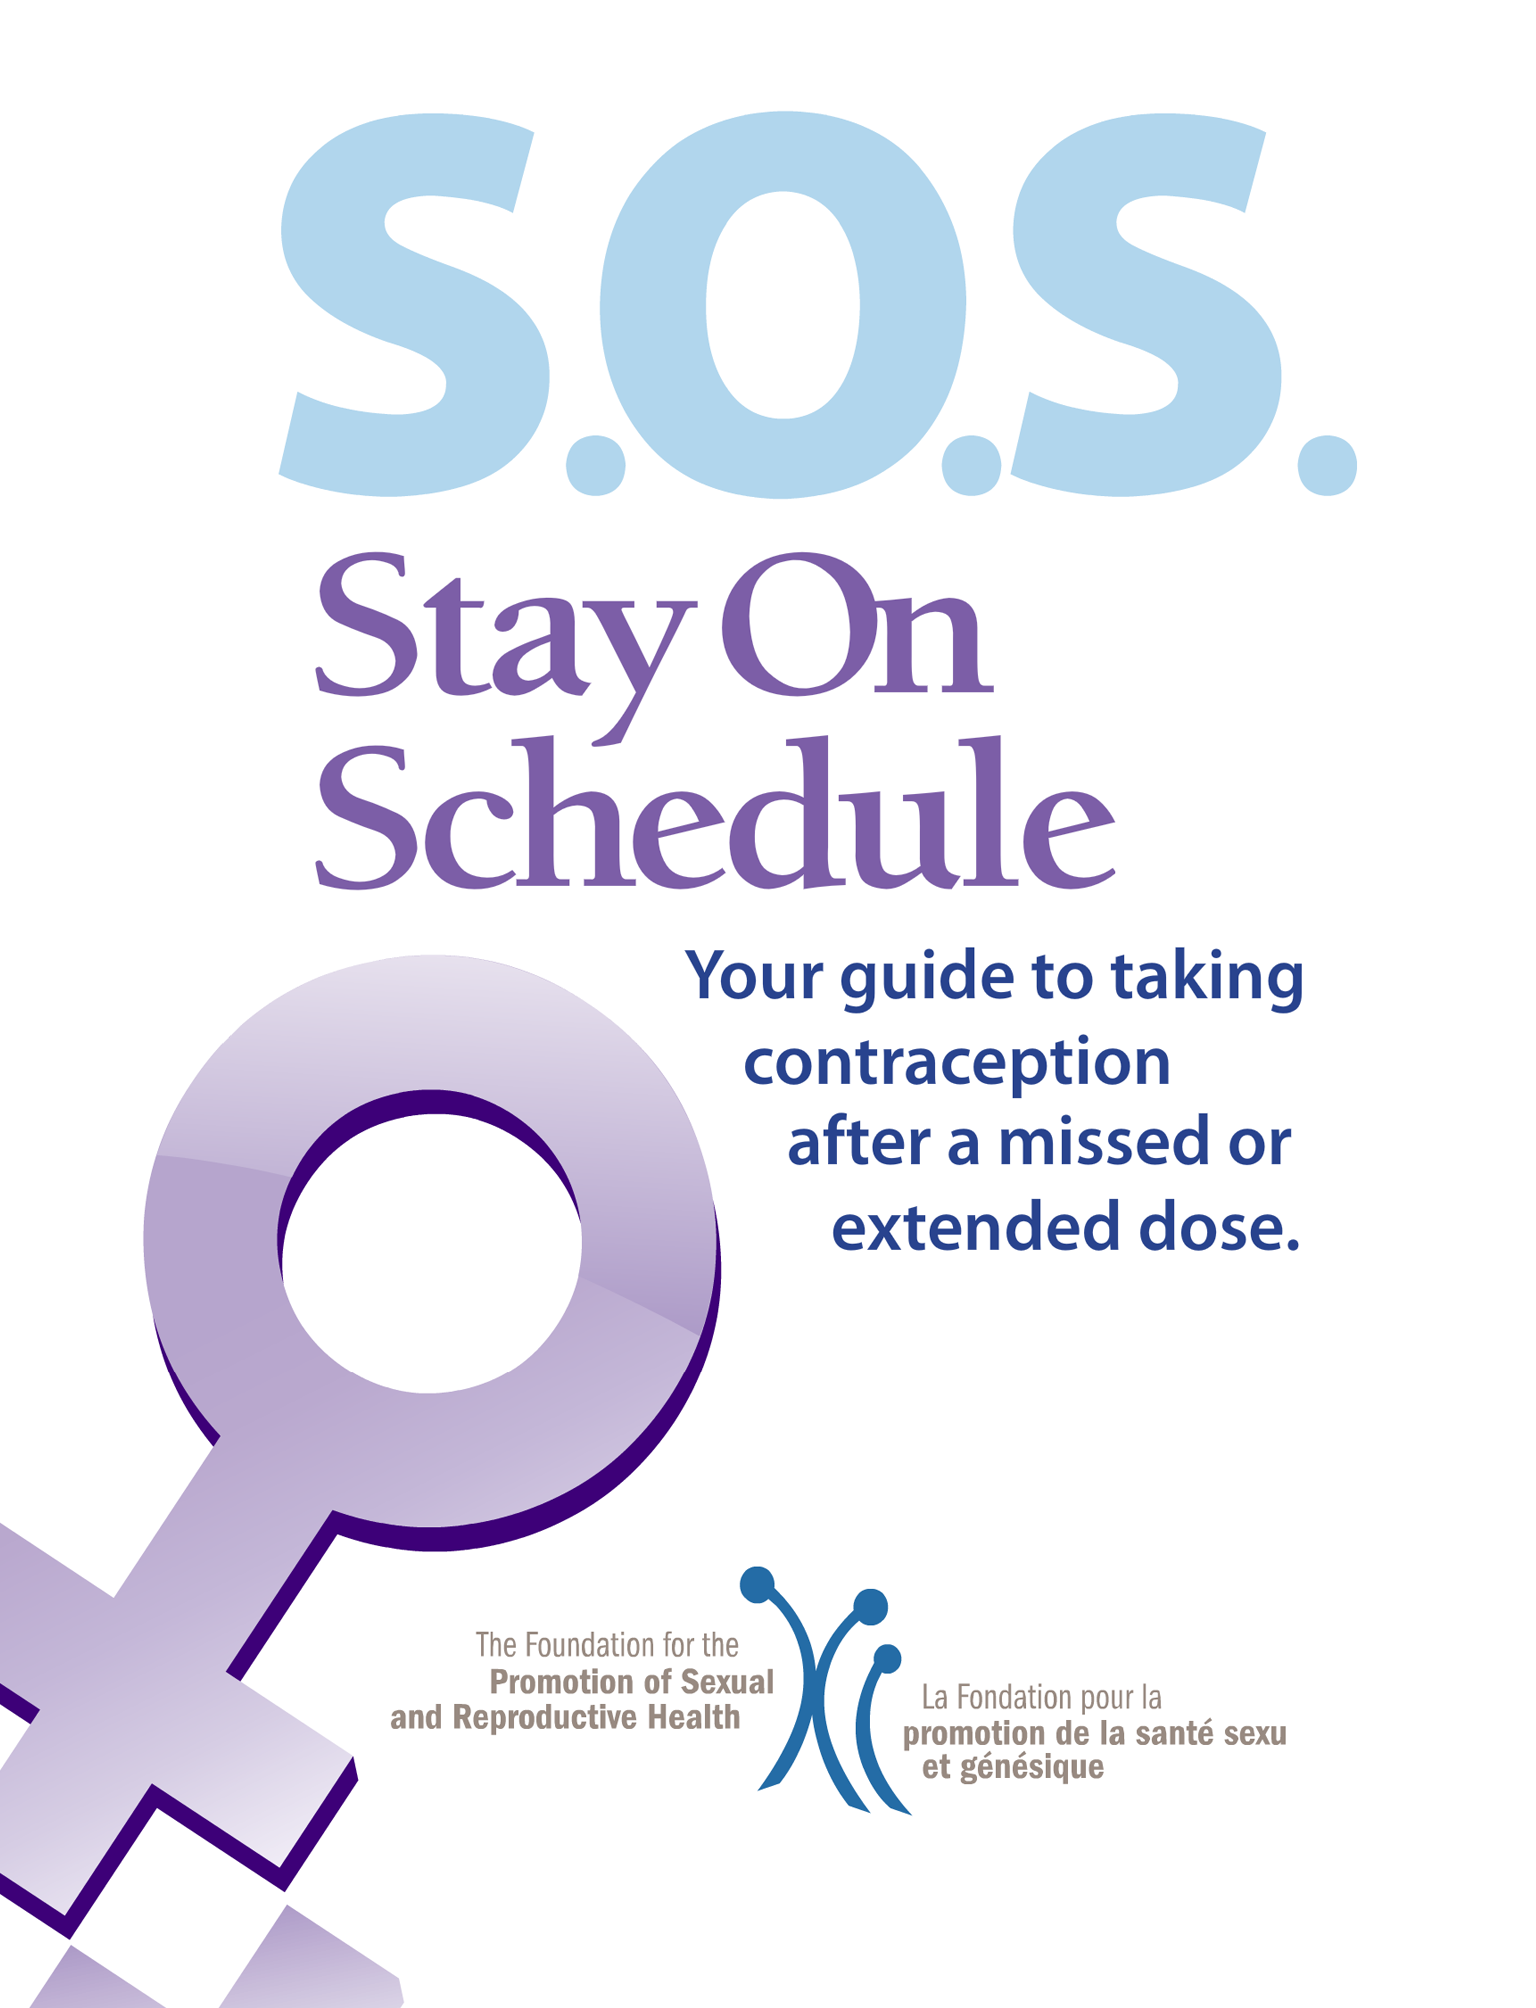 S.O.S.
Stay On
Schedule
Your guide to taking
contraception
after a missed or
extended dose.
The Foundation for the
Promotion of Sexual
and Reproductive Health
La Fondation pour la
promotion de la santé sexu
et génésique